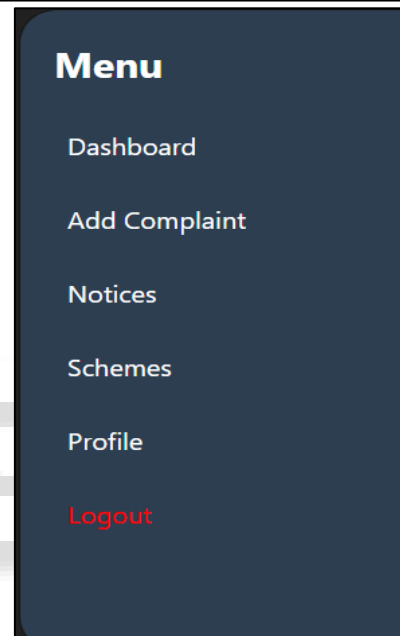 Menu
Dashboard
Add Complaint
Notices
Schemes
Profile
Logout